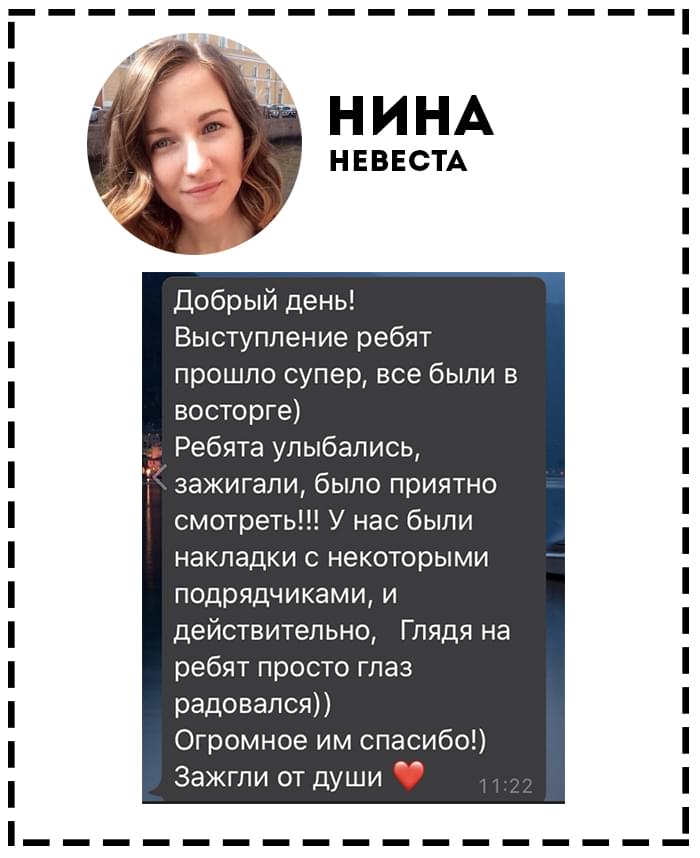 НИНА
НЕВЕСТА
Добрый день!
Выступление ребят
прошло супер, все были в
восторге)
Ребята улыбались,
зажигали, было приятно
смотреть!!! У нас были
накладки с некоторыми
подрядчиками, и
действительно,   Глядя на
ребят просто глаз
радовался))
Огромное им спасибо!)
Зажгли от души ❤️
11:22